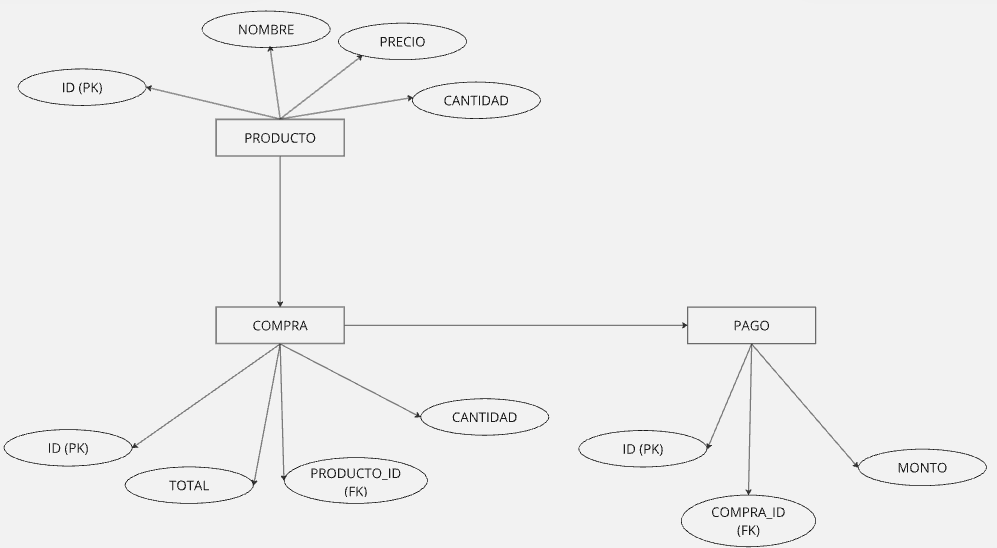 NOMBRE
PRECIO
ID (PK)
CANTIDAD
PRODUCTO
COMPRA
PAGO
CANTIDAD
ID (PK)
ID (PK)
MONTO
TOTAL
PRODUCTO_ID
(FK)
COMPRA_ID
(FK)